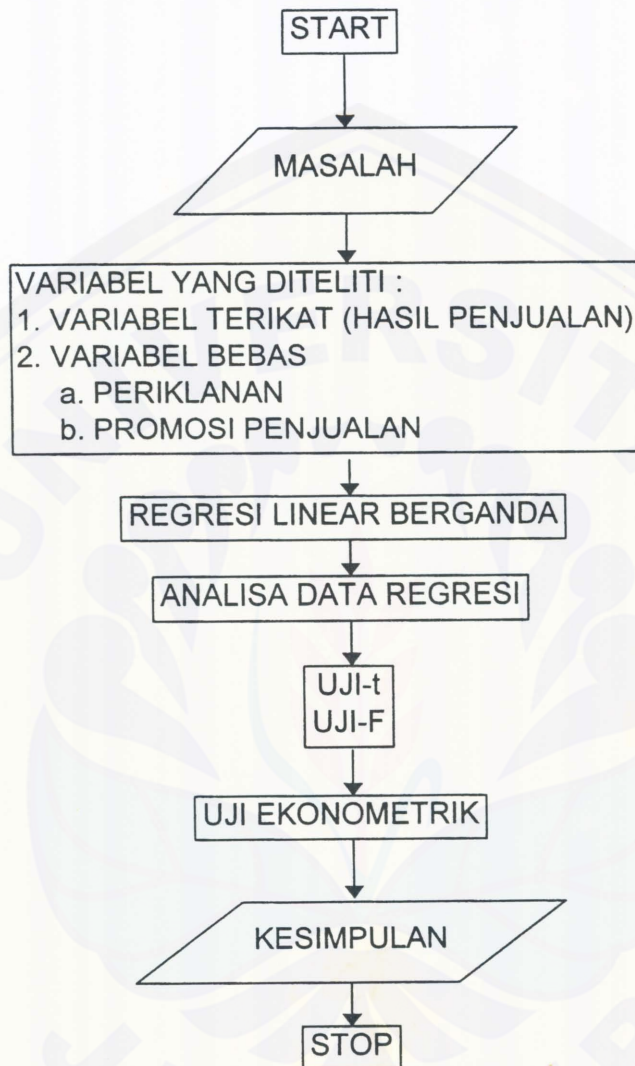 START
MASALAH
VARIABEL YANG DITELITI :
1. VARIABEL TERIKAT (HASIL PENJUALAN)
2. VARIABEL BEBAS
a. PERIKLANAN
b. PROMOSI PENJUALAN
REGRESI LINEAR BERGANDA
ANALISA DATA REGRESI
UJI-t
UJI-F
UJI EKONOMETRIK
KESIMPULAN
STOP